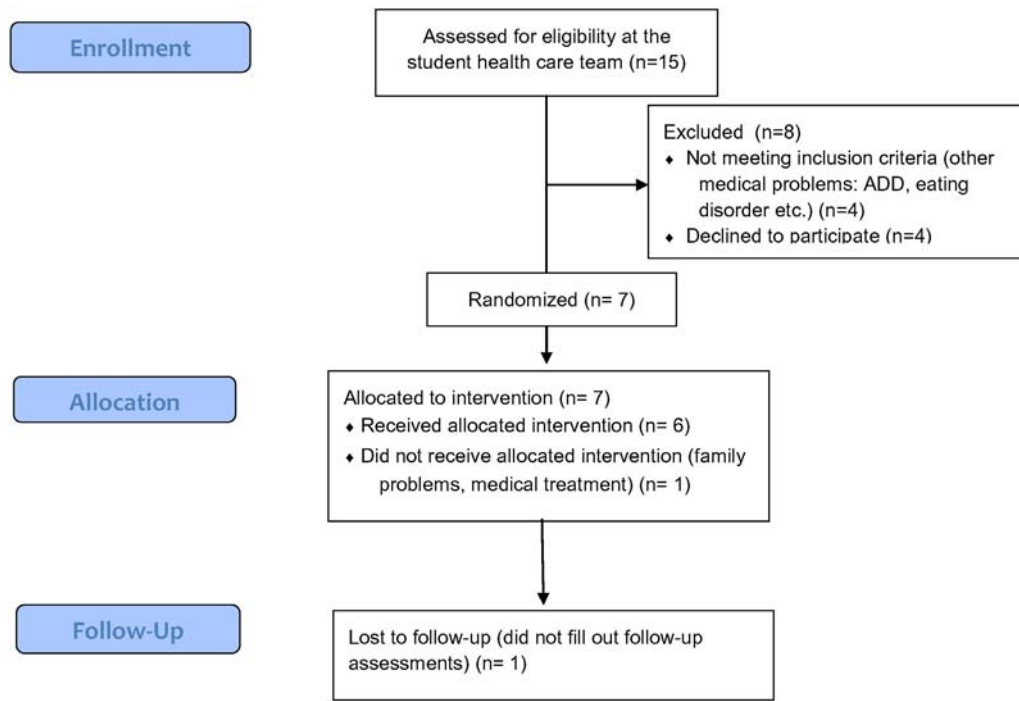 Enrollment
Assessed for eligibility at the
student health care team (n=15)
Excluded  (n=8)
♦ Not meeting inclusion criteria (other
medical problems: ADD, eating
disorder etc.) (n=4)
♦ Declined to participate (n=4)
Randomized (n= 7)
Allocation
Allocated to intervention (n= 7)
♦ Received allocated intervention (n= 6)
♦ Did not receive allocated intervention (family
problems, medical treatment) (n= 1)
Follow-Up
Lost to follow-up (did not fill out follow-up
assessments) (n= 1)